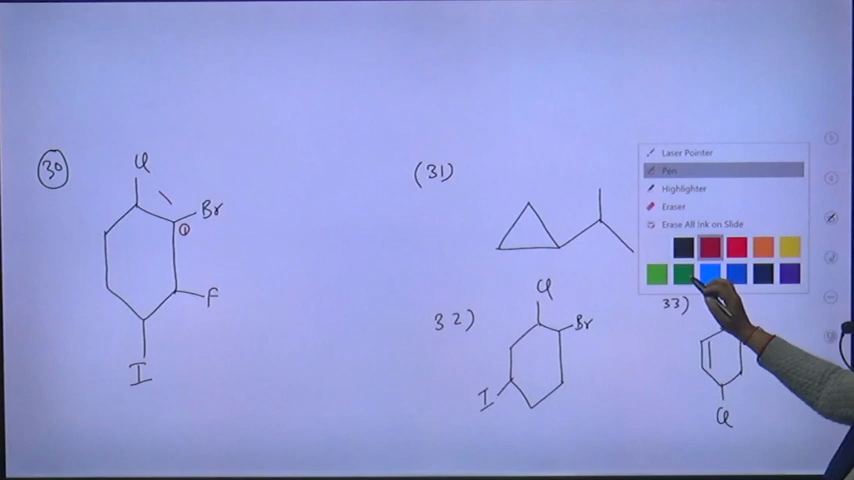 30
Cl
Br
1
F
I
(31)
32)
Cl
Br
I
33)
Cl
Laser Pointer
Pen
Highlighter
Eraser
Erase All Ink on Slide